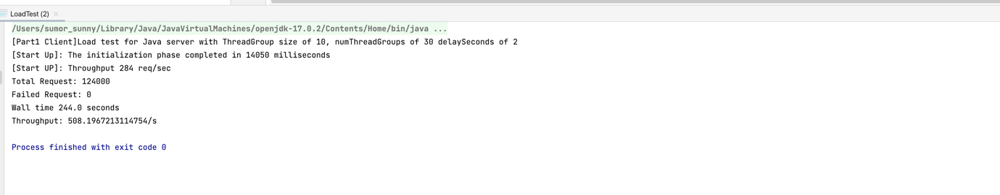 LoadTest (2)
/Users/sumor_sunny/Library/Java/JavaVirtualMachines/openjdk-17.0.2/Contents/Home/bin/java ...
[Part1 Client]Load test for Java server with ThreadGroup size of 10, numThreadGroups of 30 delaySeconds of 2
[Start Up]: The initialization phase completed in 14050 milliseconds
[Start UP]: Throughput 284 req/sec
Total Request: 124000
Failed Request: 0
Wall time 244.0 seconds
Throughput: 508.1967213114754/s
Process finished with exit code 0